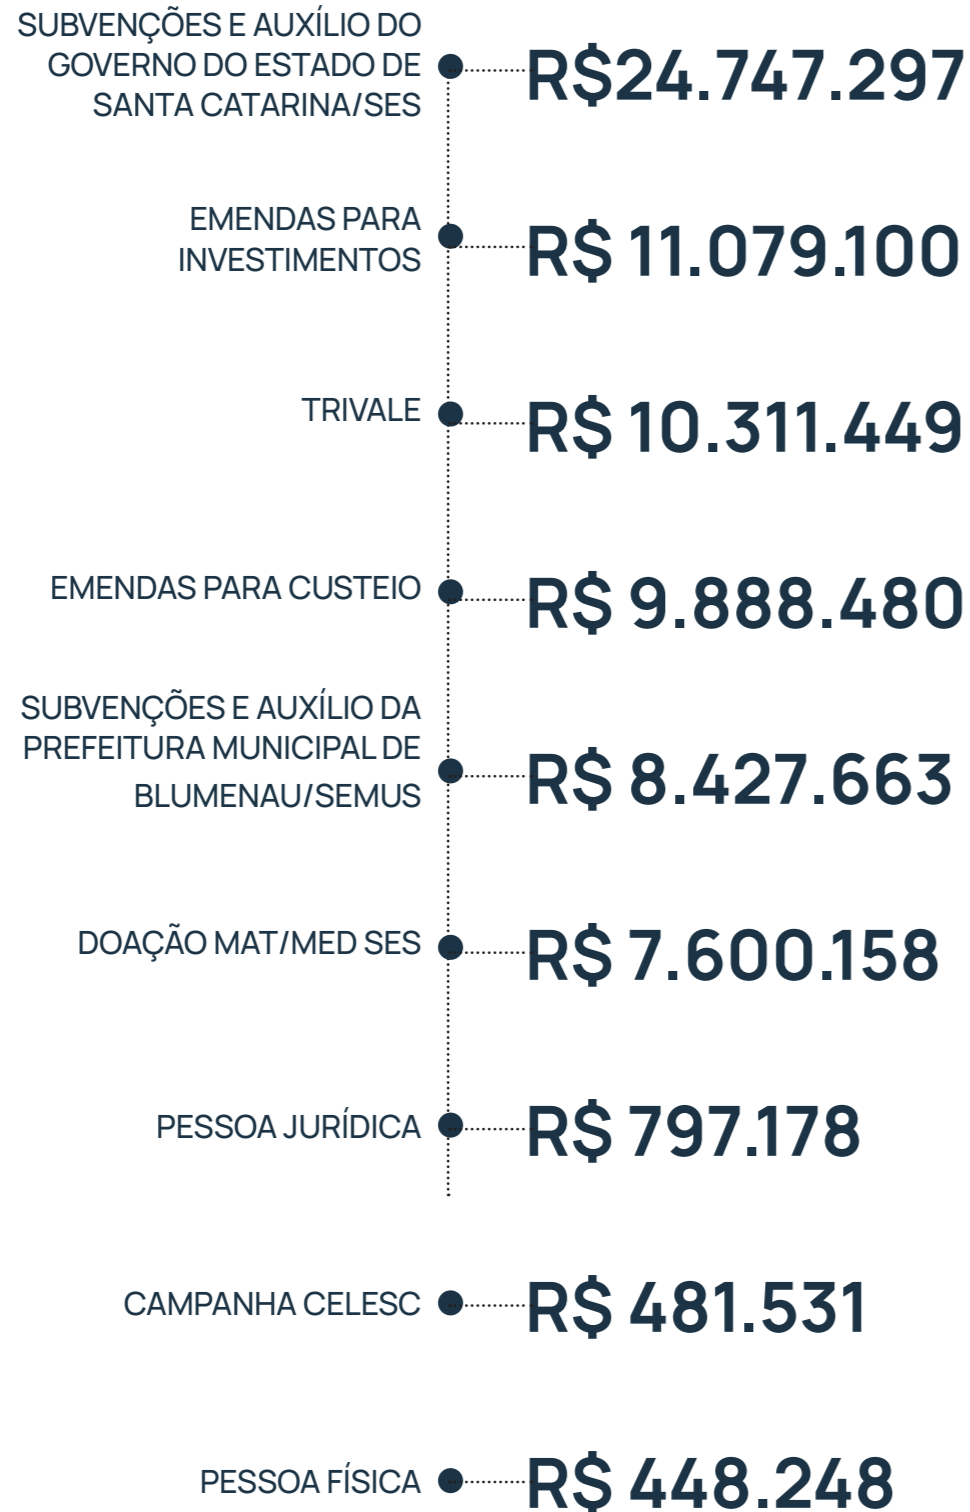 SUBVENÇÕES E AUXÍLIO DO
GOVERNO DO ESTADO DE
SANTA CATARINA/SES
R$24.747.297
EMENDAS PARA
INVESTIMENTOS
R$ 11.079.100
TRIVALE
R$ 10.311.449
EMENDAS PARA CUSTEIO
R$ 9.888.480
SUBVENÇÕES E AUXÍLIO DA
PREFEITURA MUNICIPAL DE
BLUMENAU/SEMUS
R$ 8.427.663
DOAÇÃO MAT/MED SES
R$ 7.600.158
PESSOA JURÍDICA
R$ 797.178
CAMPANHA CELESC
R$ 481.531
PESSOA FÍSICA
R$ 448.248